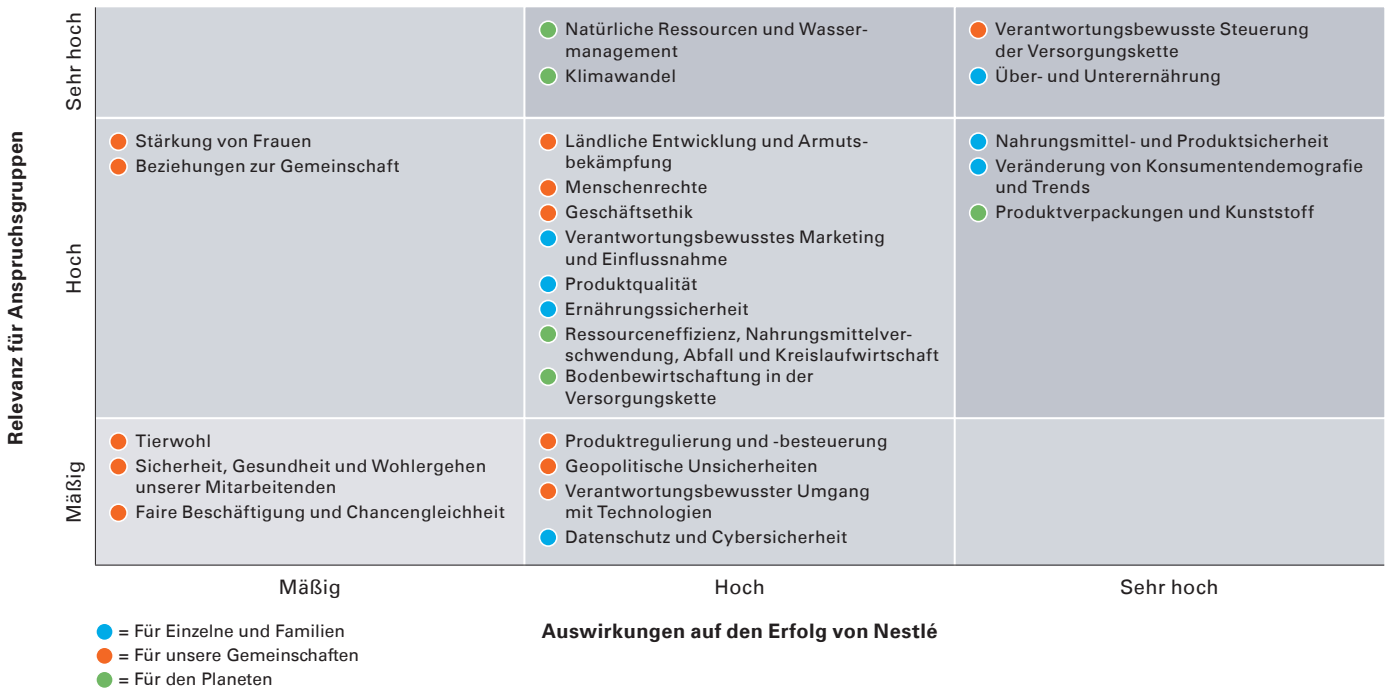 Relevanz für Anspruchsgruppen
Sehr hoch
Natürliche Ressourcen und Wasser-
management
Klimawandel
Verantwortungsbewusste Steuerung
der Versorgungskette
Über- und Unterernährung
Hoch
Stärkung von Frauen
Beziehungen zur Gemeinschaft
Ländliche Entwicklung und Armuts-
bekämpfung
Menschenrechte
Geschäftsethik
Verantwortungsbewusstes Marketing
und Einflussnahme
Produktqualität
Ernährungssicherheit
Ressourceneffizienz, Nahrungsmittelver-
schwendung, Abfall und Kreislaufwirtschaft
Bodenbewirtschaftung in der
Versorgungskette
Nahrungsmittel- und Produktsicherheit
Veränderung von Konsumentendemografie
und Trends
Produktverpackungen und Kunststoff
Mäßig
Tierwohl
Sicherheit, Gesundheit und Wohlergehen
unserer Mitarbeitenden
Faire Beschäftigung und Chancengleichheit
Produktregulierung und -besteuerung
Geopolitische Unsicherheiten
Verantwortungsbewusster Umgang
mit Technologien
Datenschutz und Cybersicherheit
Mäßig
Hoch
Sehr hoch
Auswirkungen auf den Erfolg von Nestlé
= Für Einzelne und Familien
= Für unsere Gemeinschaften
= Für den Planeten